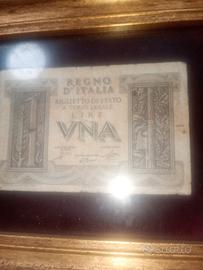 REGNO
D'ITALIA
BIGLIETTO DI STATO
A CORSO LEGALE
LIRE
VNA